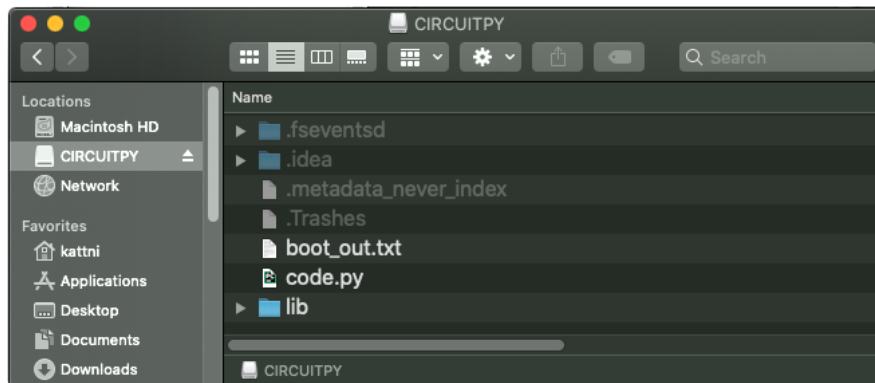 CIRCUITPY
Search
Locations
Macintosh HD
CIRCUITPY
Network
Favorites
kattni
Applications
Desktop
Documents
Downloads
Name
.fseventsd
.idea
.metadata_never_index
.Trashes
boot_out.txt
code.py
lib
CIRCUITPY